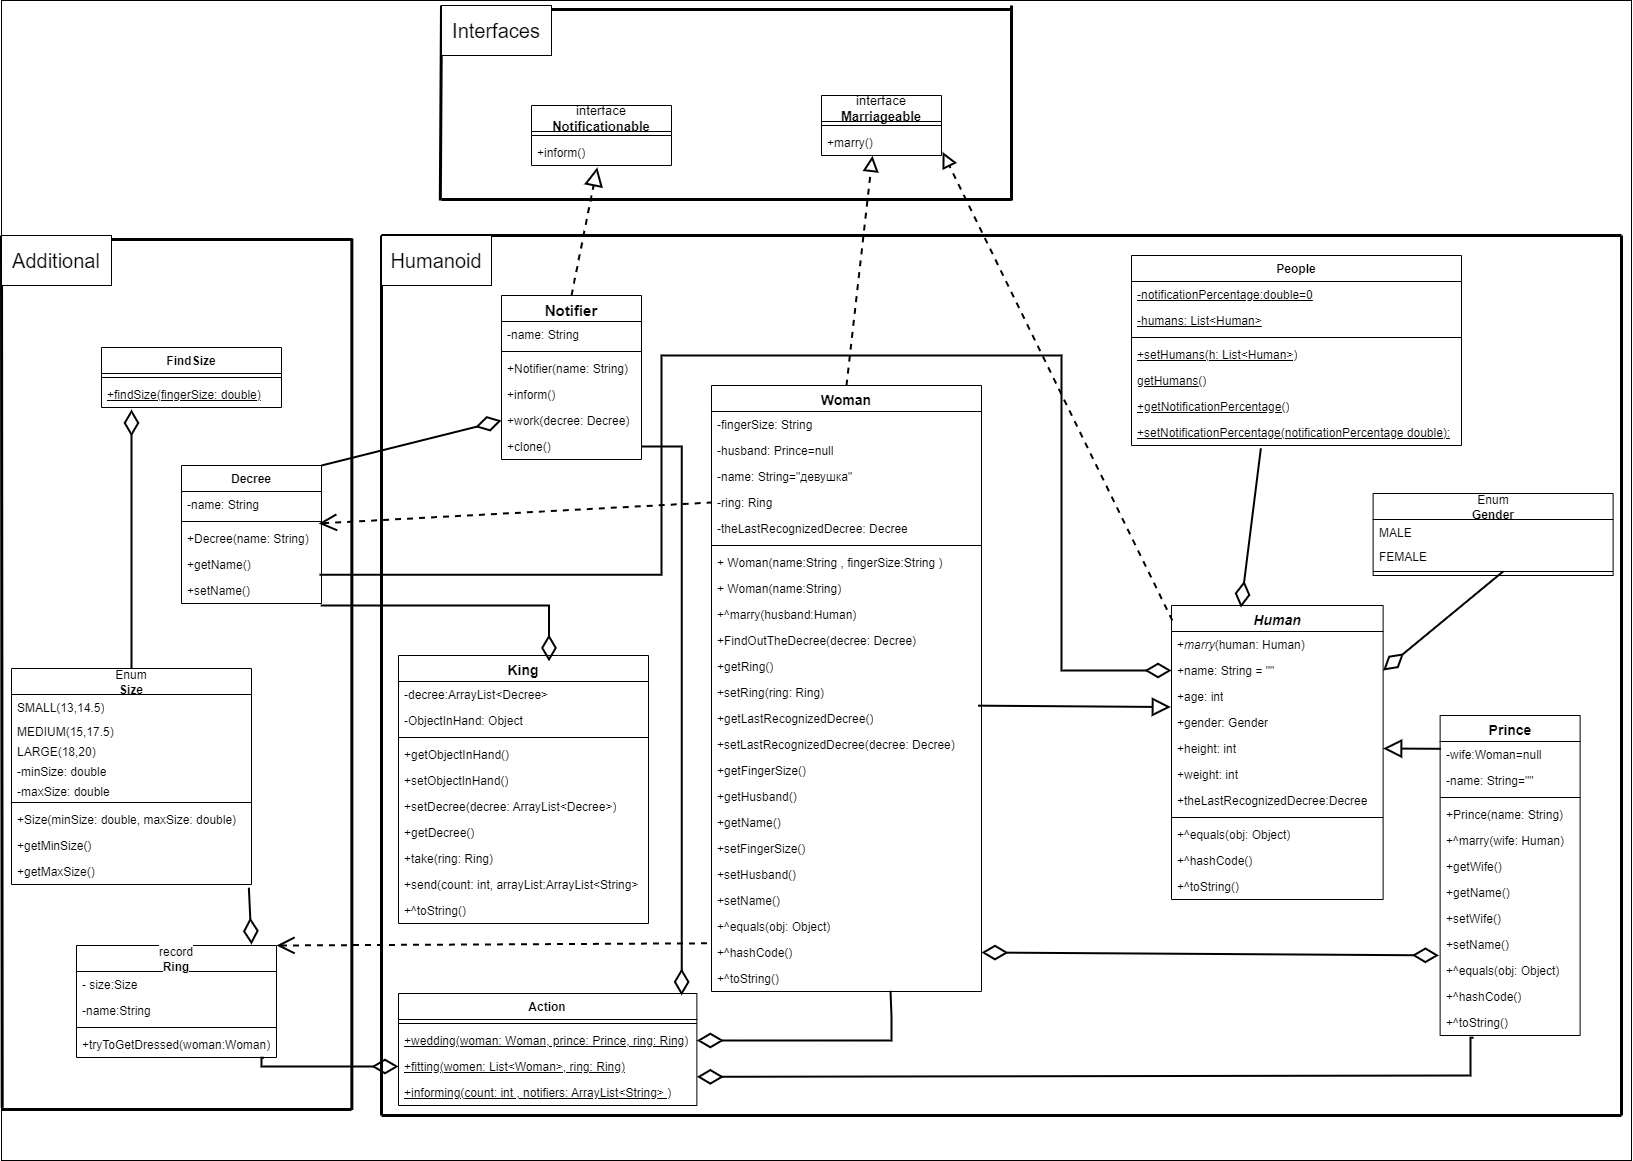 Interfaces
interface
Notificationable
+inform()
interface
Marriageable
+marry()
Additional
FindSize
+findSize(fingerSize: double)
Decree
-name: String
+Decree(name: String)
+getName()
+setName()
Enum
Size
SMALL(13,14.5)
MEDIUM(15,17.5)
LARGE(18,20)
-minSize: double
-maxSize: double
+Size(minSize: double, maxSize: double)
+getMinSize()
+getMaxSize()
record
Ring
- size:Size
-name:String
+tryToGetDressed(woman:Woman)
Humanoid
Notifier
-name: String
+Notifier(name: String)
+inform()
+work(decree: Decree)
+clone()
King
-decree:ArrayList<Decree>
-ObjectInHand: Object
+getObjectInHand()
+setObjectInHand()
+setDecree(decree: ArrayList<Decree>)
+getDecree()
+take(ring: Ring)
+send(count: int, arrayList:ArrayList<String>
+^toString()
Action
+wedding(woman: Woman, prince: Prince, ring: Ring)
+fitting(women: List<Woman>, ring: Ring)
+informing(count: int , notifiers: ArrayList<String> )
Woman
-fingerSize: String
-husband: Prince=null
-name: String="девушка"
-ring: Ring
-theLastRecognizedDecree: Decree
+ Woman(name:String , fingerSize:String )
+ Woman(name:String)
+^marry(husband:Human)
+FindOutTheDecree(decree: Decree)
+getRing()
+setRing(ring: Ring)
+getLastRecognizedDecree()
+setLastRecognizedDecree(decree: Decree)
+getFingerSize()
+getHusband()
+getName()
+setFingerSize()
+setHusband()
+setName()
+^equals(obj: Object)
+^hashCode()
+^toString()
People
-notificationPercentage:double=0
-humans: List<Human>
+setHumans(h: List<Human>)
getHumans()
+getNotificationPercentage()
+setNotificationPercentage(notificationPercentage double):
Enum
Gender
MALE
FEMALE
Human
+marry(human: Human)
+name: String = ""
+age: int
+gender: Gender
+height: int
+weight: int
+theLastRecognizedDecree:Decree
+^equals(obj: Object)
+^hashCode()
+^toString()
Prince
-wife:Woman=null
-name: String=""
+Prince(name: String)
+^marry(wife: Human)
+getWife()
+getName()
+setWife()
+setName()
+^equals(obj: Object)
+^hashCode()
+^toString()